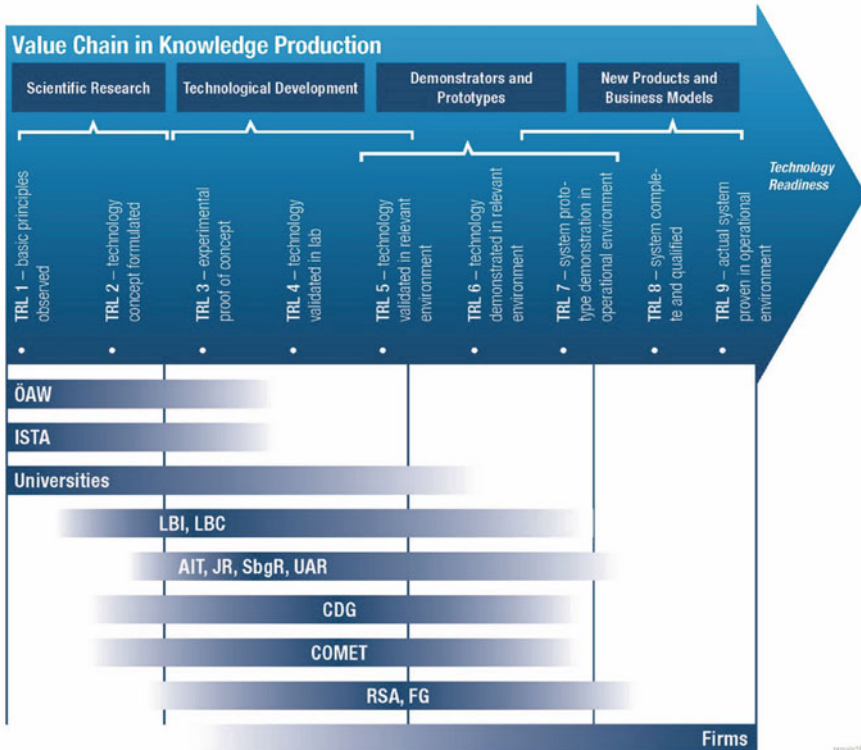 Value Chain in Knowledge Production
Scientific Research
Technological Development
Demonstrators and
Prototypes
New Products and
Business Models
Technology
Readiness
TRL 1 – basic principles
observed
TRL 2 – technology
concept formulated
TRL 3 – experimental
proof of concept
TRL 4 – technology
validated in lab
TRL 5 – technology
validated in relevant
environment
TRL 6 – technology
demonstrated in relevant
environment
TRL 7 – system proto-
type demonstration in
operational environment
TRL 8 – system comple-
te and qualified
TRL 9 – actual system
proven in operational
environment
ÖAW
ISTA
Universities
LBI, LBC
AIT, JR, SbgR, UAR
CDG
COMET
RSA, FG
Firms